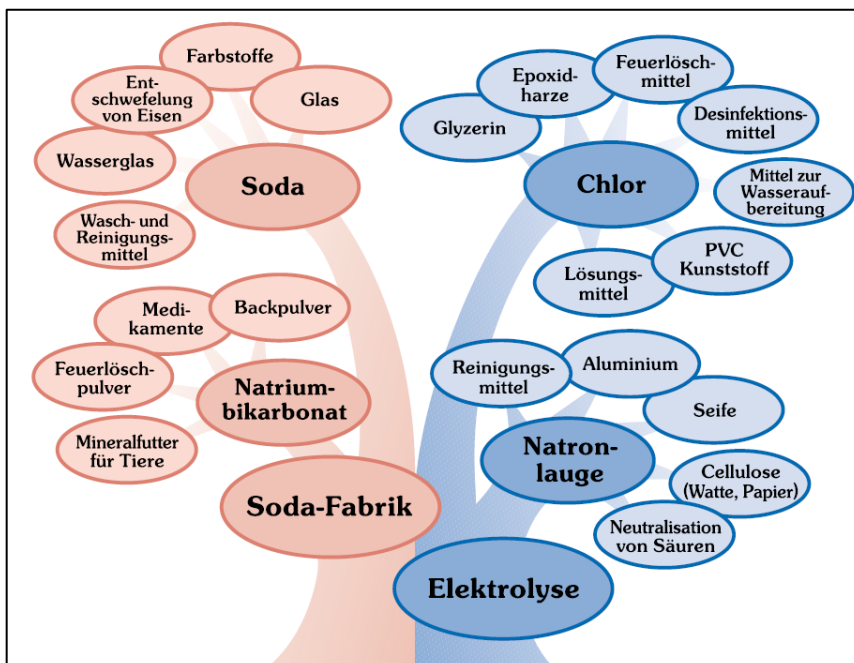 Farbstoffe
Ent-
schwefelung
von Eisen
Glas
Wasserglas
Soda
Wasch- und
Reinigungs-
mittel
Medi-
kamente
Backpulver
Feuerlösch-
pulver
Natrium-
bikarbonat
Mineralfutter
für Tiere
Soda-Fabrik
Epoxid-
harze
Feuerlösch-
mittel
Glyzerin
Desinfektions-
mittel
Chlor
Mittel zur
Wasserauf-
bereitung
PVC
Kunststoff
Lösungs-
mittel
Reinigungs-
mittel
Aluminium
Seife
Natron-
lauge
Cellulose
(Watte, Papier)
Neutralisation
von Säuren
Elektrolyse